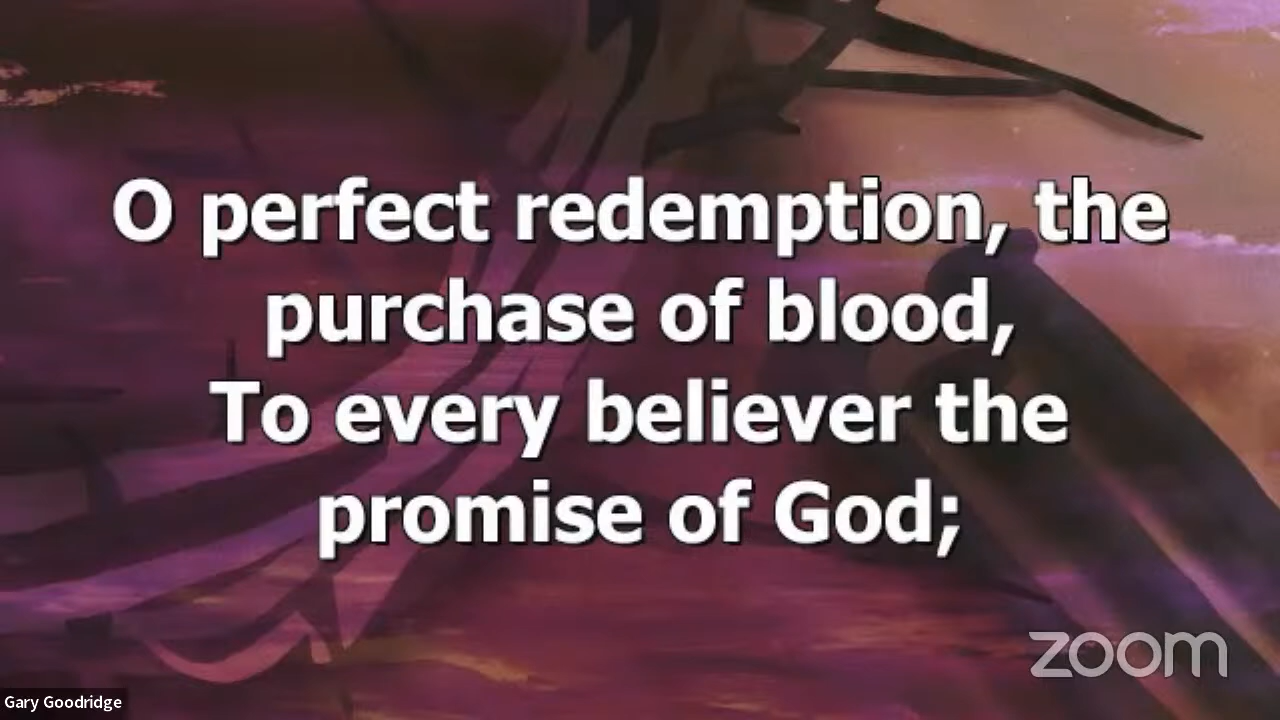 O perfect redemption, the
purchase of blood,
To every believer the
promise of God;
zoom
Gary Goodridge